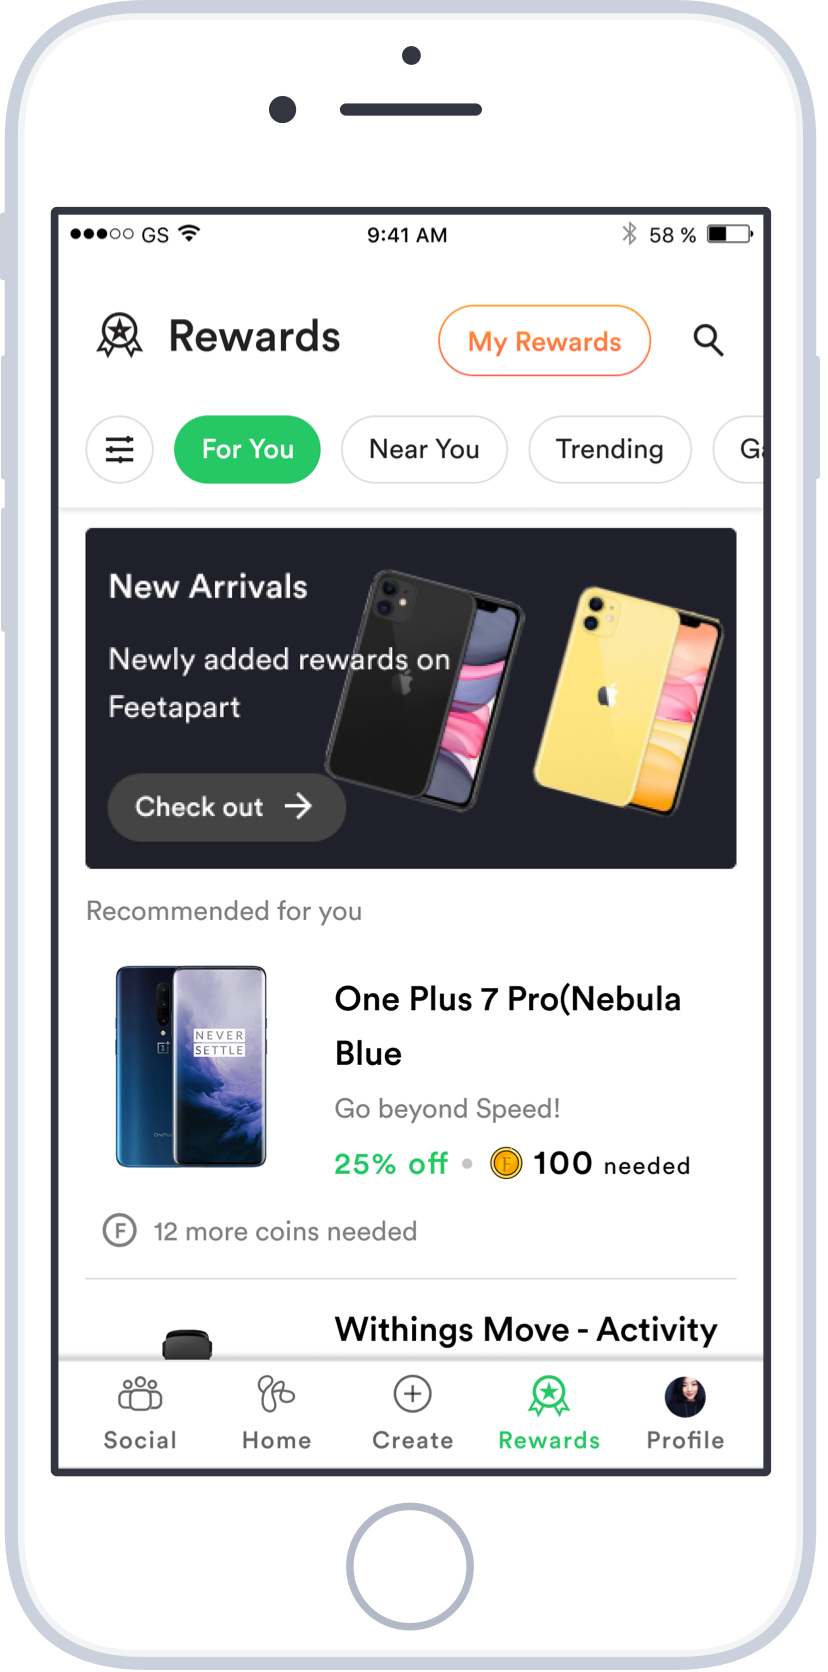 GS
9:41 AM
58 %
Rewards
My Rewards
For You
Near You
Trending
New Arrivals
Newly added rewards on
Feetapart
Check out
Recommended for you
NEVER
SETTLE
One Plus 7 Pro(Nebula
Blue
Go beyond Speed!
25% off • F 100 needed
F 12 more coins needed
Withings Move - Activity
Social
Home
Create
Rewards
Profile